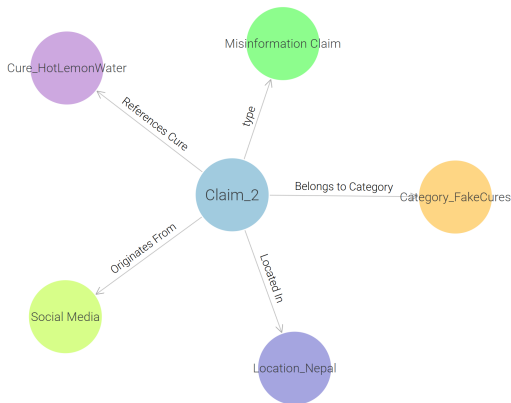 Misinformation Claim
Cure_HotLemonWater
type
References Cure
Claim_2
Belongs to Category
Category_FakeCures
Originates From
Located In
Social Media
Location_Nepal